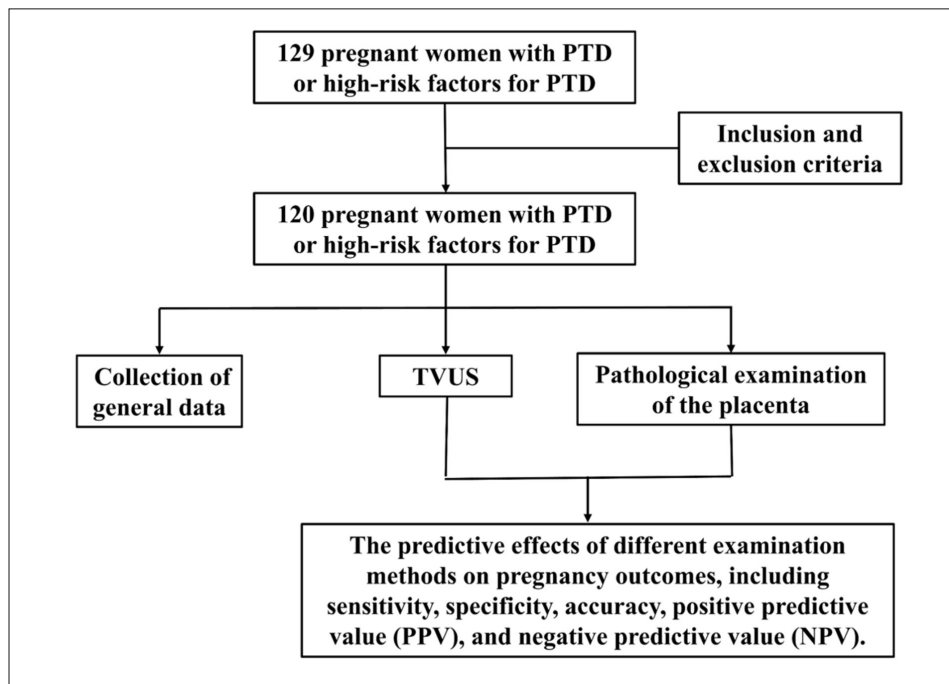 129 pregnant women with PTD
or high-risk factors for PTD
Inclusion and
exclusion criteria
120 pregnant women with PTD
or high-risk factors for PTD
Collection of
general data
TVUS
Pathological examination
of the placenta
The predictive effects of different examination
methods on pregnancy outcomes, including
sensitivity, specificity, accuracy, positive predictive
value (PPV), and negative predictive value (NPV).